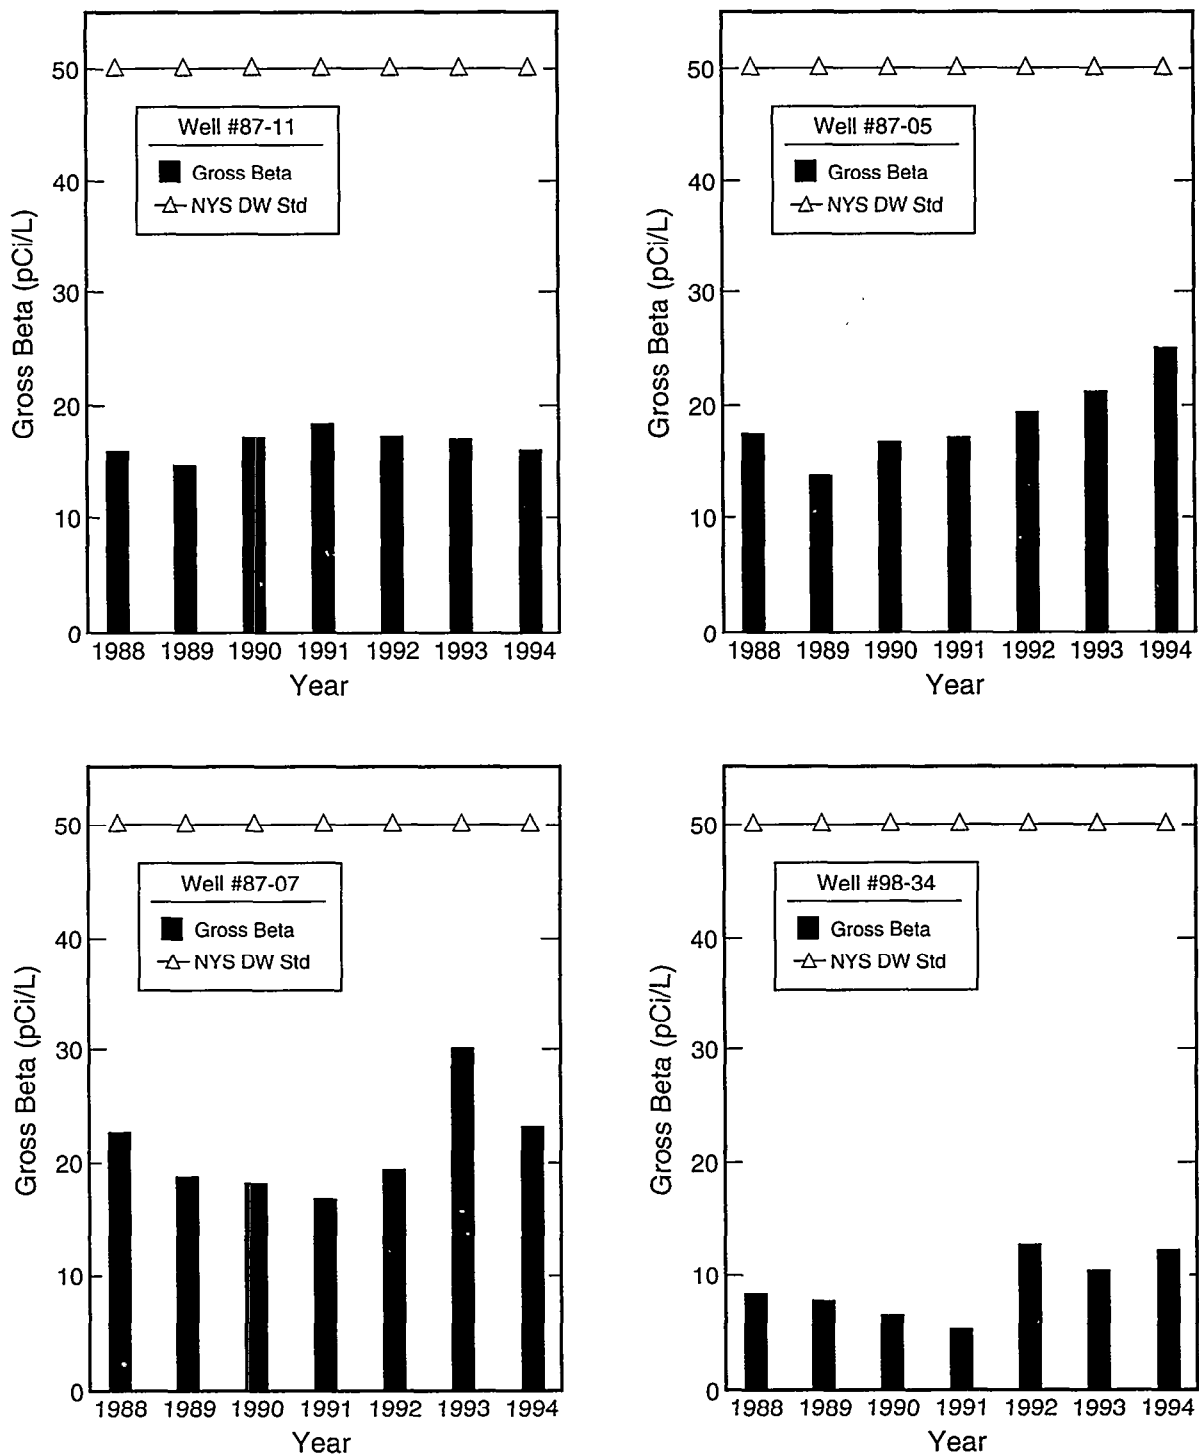 50
40
30
20
10
0
Gross Beta (pCi/L)
Well #87-11
Gross Beta
NYS DW Std
1988 1989 1990 1991 1992 1993 1994
Year
50
40
30
20
10
0
Gross Beta (pCi/L)
Well #87-05
Gross Beta
NYS DW Std
1988 1989 1990 1991 1992 1993 1994
Year
50
40
30
20
10
0
Gross Beta (pCi/L)
Well #87-07
Gross Beta
NYS DW Std
1988 1989 1990 1991 1992 1993 1994
Year
50
40
30
20
10
0
Gross Beta (pCi/L)
Well #98-34
Gross Beta
NYS DW Std
1988 1989 1990 1991 1992 1993 1994
Year